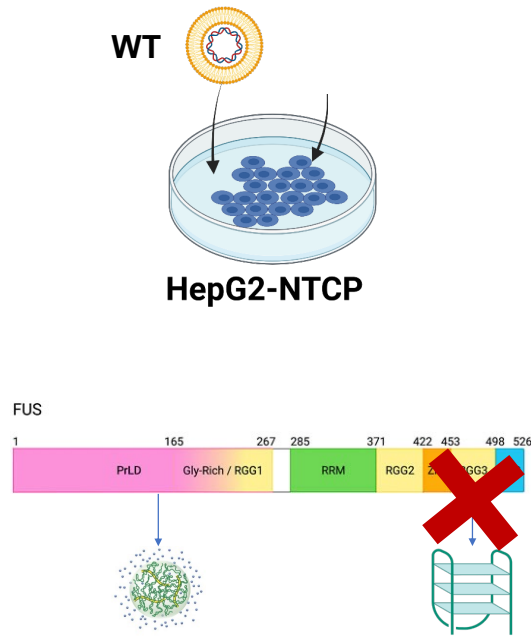 WT
HepG2-NTCP
FUS
1 165 267 285 371 422 453 498 526
PrLD Gly-Rich / RGG1 RRM RGG2